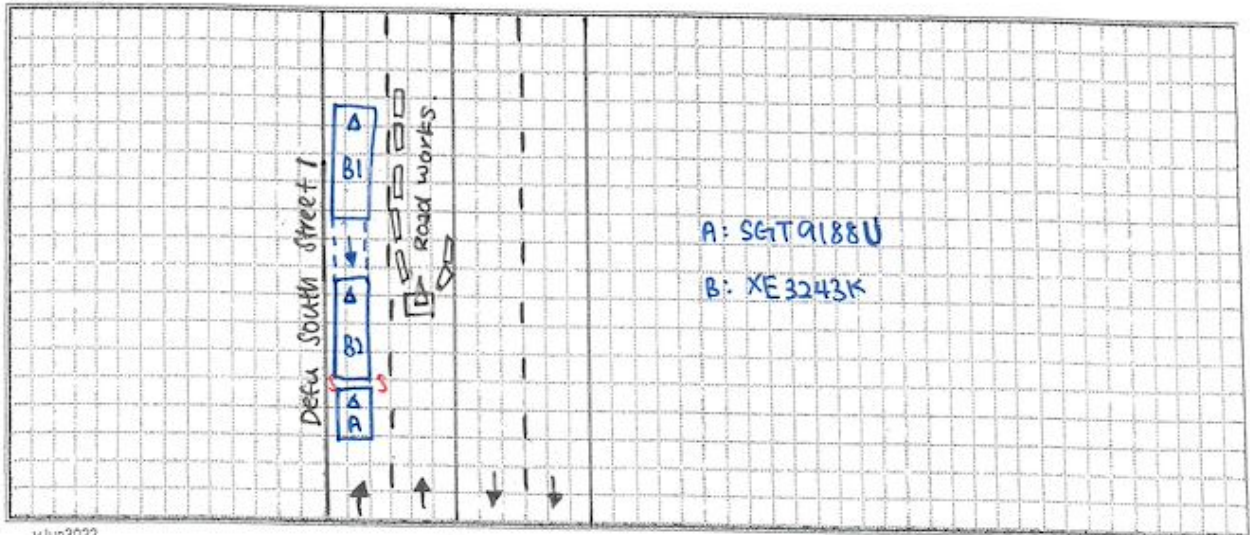 Defu South Street 1
B1
Road Works.
B2
A
A: SGT9188U
B: XE3243K